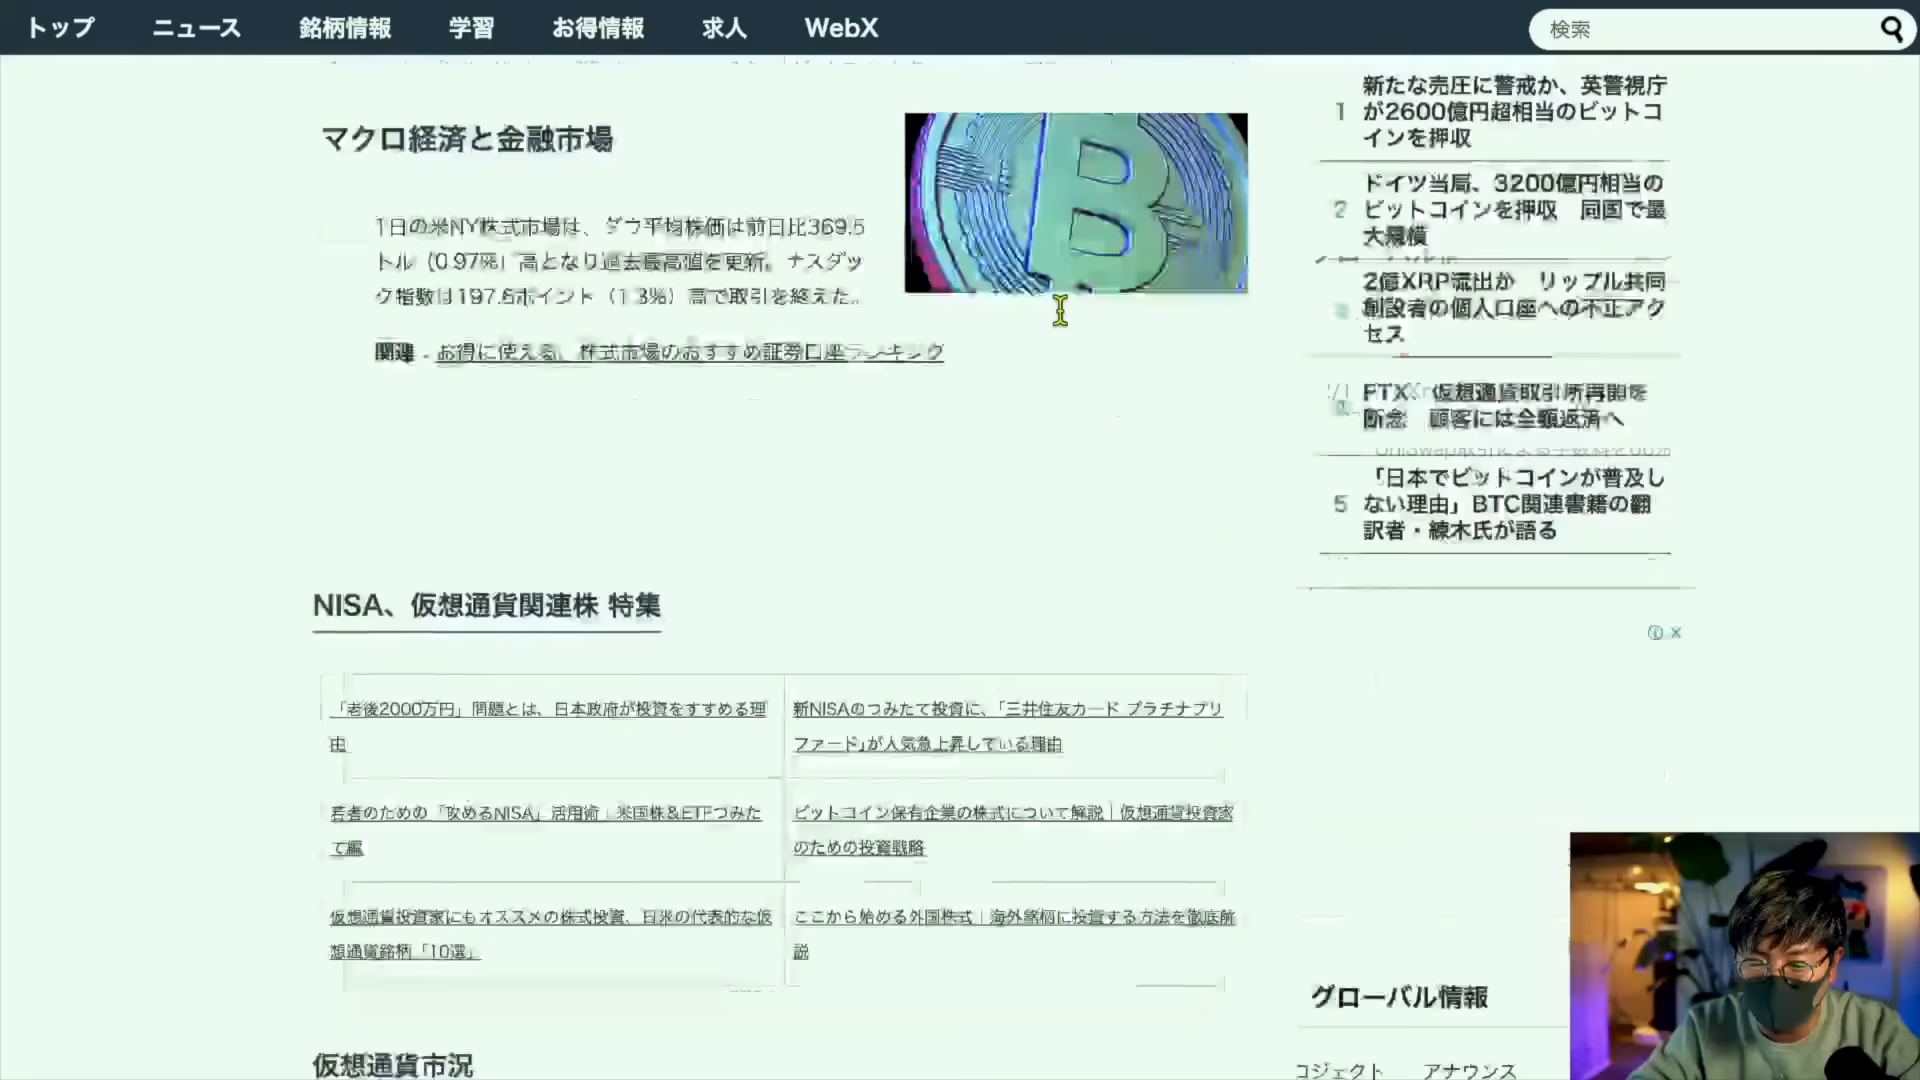 トップ ニュース 銘柄情報 学習 お得情報 求人 WebX 検索
マクロ経済と金融市場
1日の米NY株式市場は、ダウ平均株価は前日比369.5
ドル（0.97%）高となり過去最高値を更新。ナスダッ
ク指数は197.6ポイント（1.3%）高で取引を終えた。
関連：お得に使える、株式市場のおすすめ証券口座ランキング
NISA、仮想通貨関連株 特集
「老後2000万円」問題とは、日本政府が投資をすすめる理
由
新NISAのつみたて投資に、「三井住友カード プラチナプリ
ファード」が人気急上昇している理由
若者のための「攻めるNISA」活用術｜米国株＆ETFつみた
て編
ビットコイン保有企業の株式について解説｜仮想通貨投資家
のための投資戦略
仮想通貨投資家にもオススメの株式投資、日米の代表的な仮
想通貨銘柄「10選」
ここから始める外国株式｜海外銘柄に投資する方法を徹底解
説
仮想通貨市況
1 新たな売圧に警戒か、英警視庁
が2600億円超相当のビットコ
インを押収
2 ドイツ当局、3200億円相当の
ビットコインを押収 同国で最
大規模
2億XRP流出か リップル共同
創設者の個人口座への不正アク
セス
FTX、仮想通貨取引所再開を
断念 顧客には全額返済へ
5 「日本でビットコインが普及し
ない理由」BTC関連書籍の翻
訳者・練木氏が語る
グローバル情報
コジェクト アナウンス